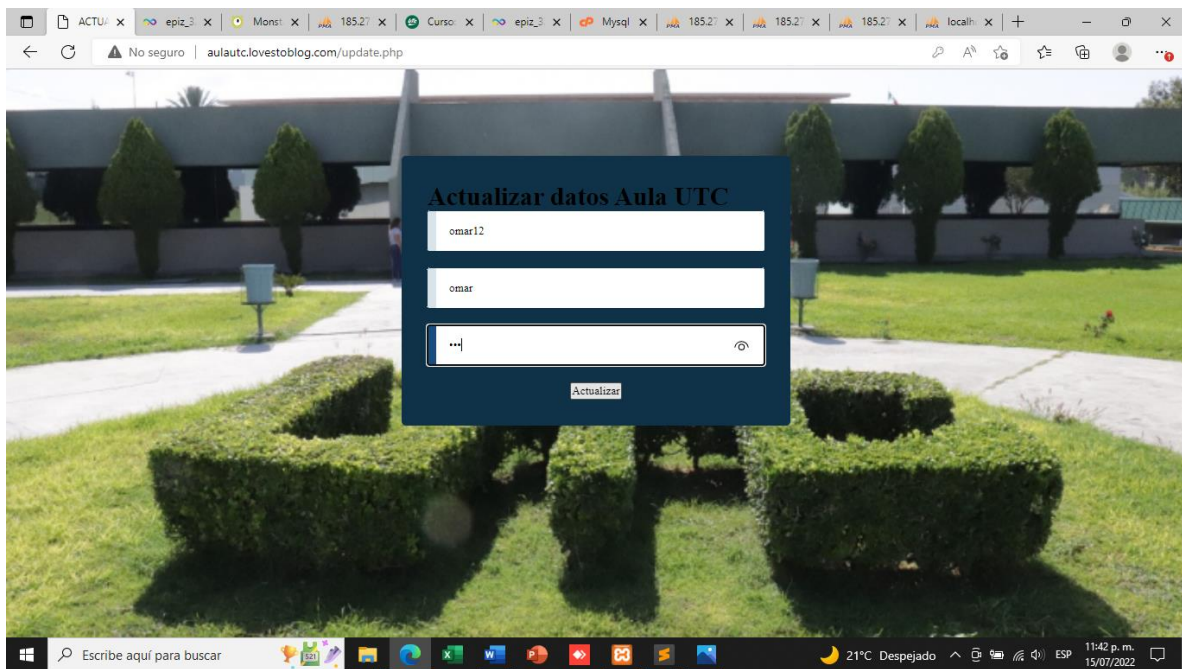 ACTUA
epiz_3
Monst
185.27
Curso
epiz_3
Mysql
185.27
185.27
185.27
localh
No seguro
aulautc.lovestoblog.com/update.php
Actualizar datos Aula UTC
omar12
omar
Actualizar
Escribe aquí para buscar
21°C Despejado
ESP
11:42 p. m.
15/07/2022